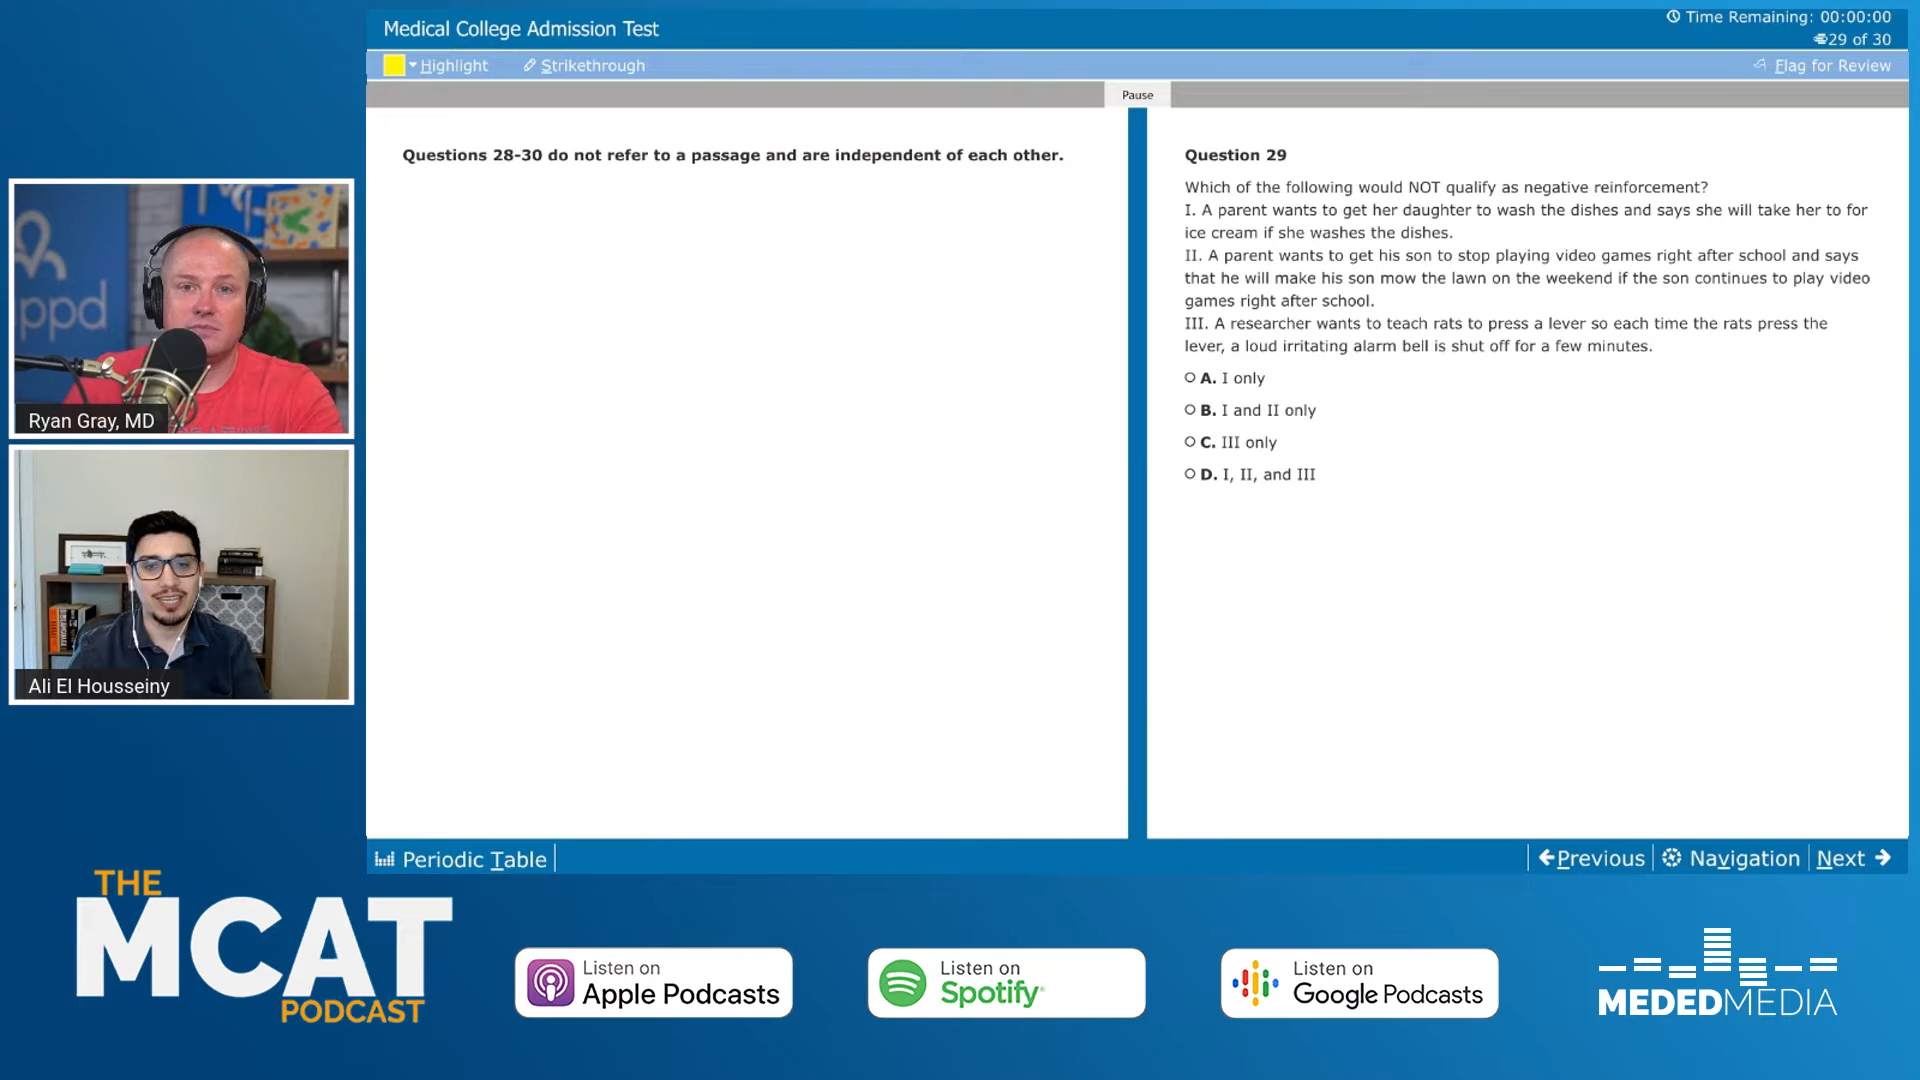 Medical College Admission Test
Time Remaining: 00:00:00
29 of 30
Highlight
Strikethrough
Flag for Review
Pause
Questions 28-30 do not refer to a passage and are independent of each other.
Question 29
Which of the following would NOT qualify as negative reinforcement?
I. A parent wants to get her daughter to wash the dishes and says she will take her to for
ice cream if she washes the dishes.
II. A parent wants to get his son to stop playing video games right after school and says
that he will make his son mow the lawn on the weekend if the son continues to play video
games right after school.
III. A researcher wants to teach rats to press a lever so each time the rats press the
lever, a loud irritating alarm bell is shut off for a few minutes.
A. I only
B. I and II only
C. III only
D. I, II, and III
ppd
Ryan Gray, MD
Ali El Housseiny
Periodic Table
Previous
Navigation
Next
THE
MCAT
PODCAST
Listen on
Apple Podcasts
Listen on
Spotify
Listen on
Google Podcasts
MEDEDMEDIA